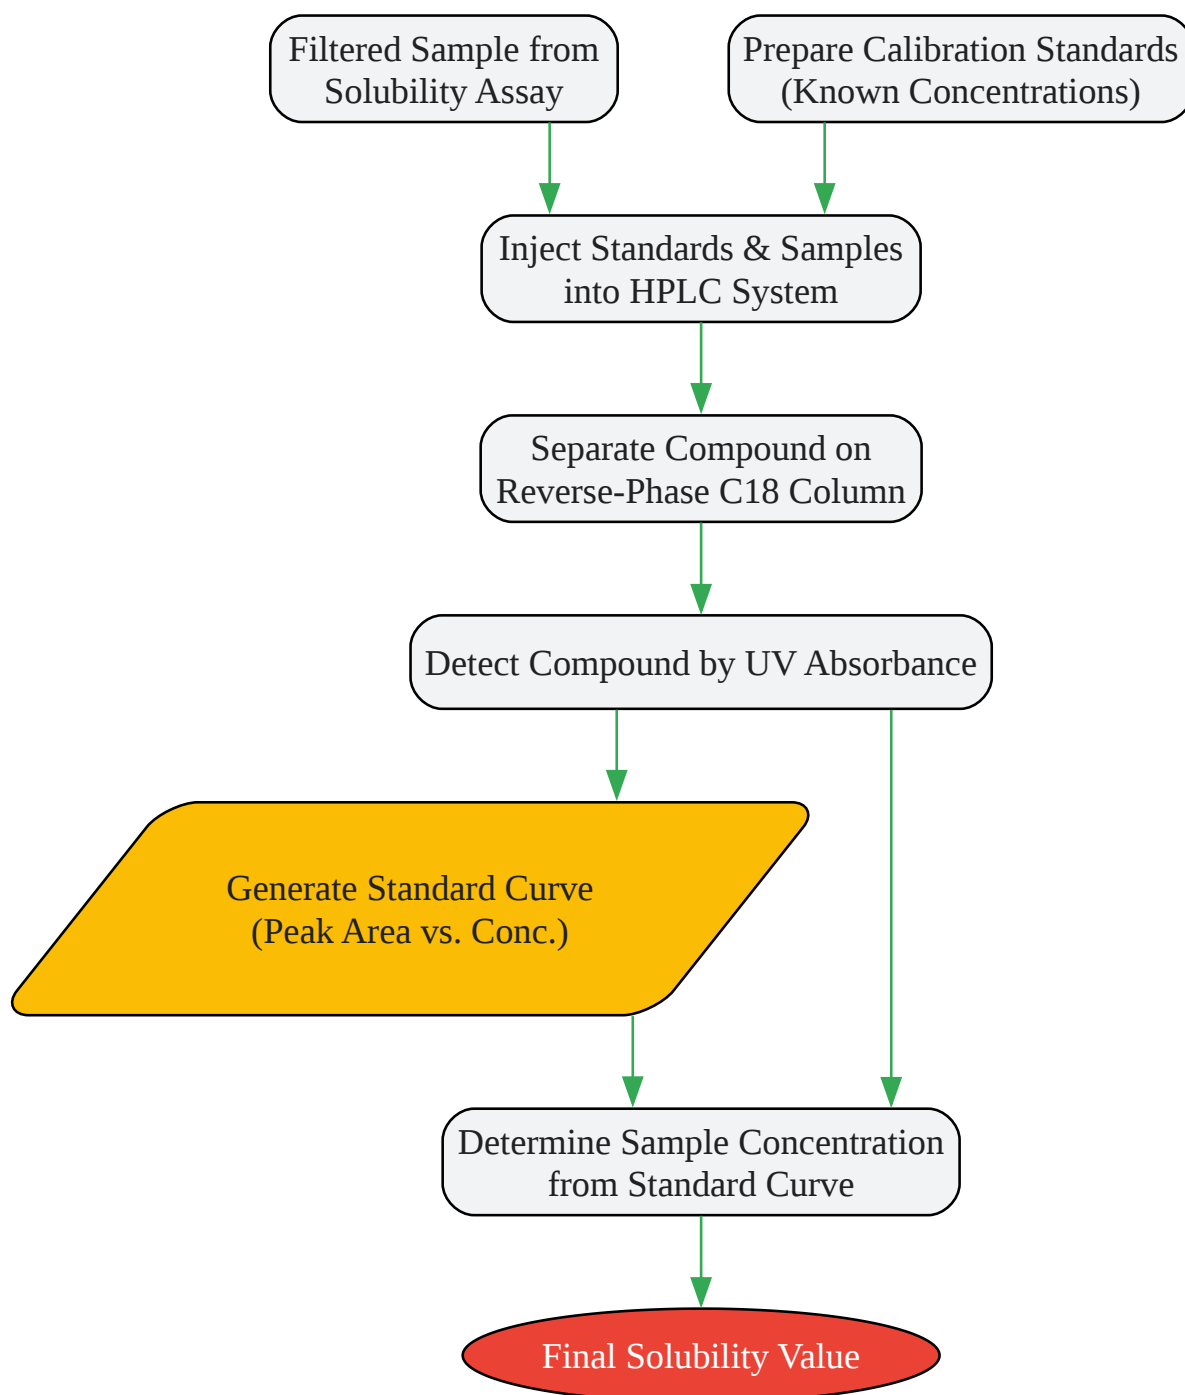 Filtered Sample from
Solubility Assay
Prepare Calibration Standards
(Known Concentrations)
Inject Standards & Samples
into HPLC System
Separate Compound on
Reverse-Phase C18 Column
Detect Compound by UV Absorbance
Generate Standard Curve
(Peak Area vs. Conc.)
Determine Sample Concentration
from Standard Curve
Final Solubility Value